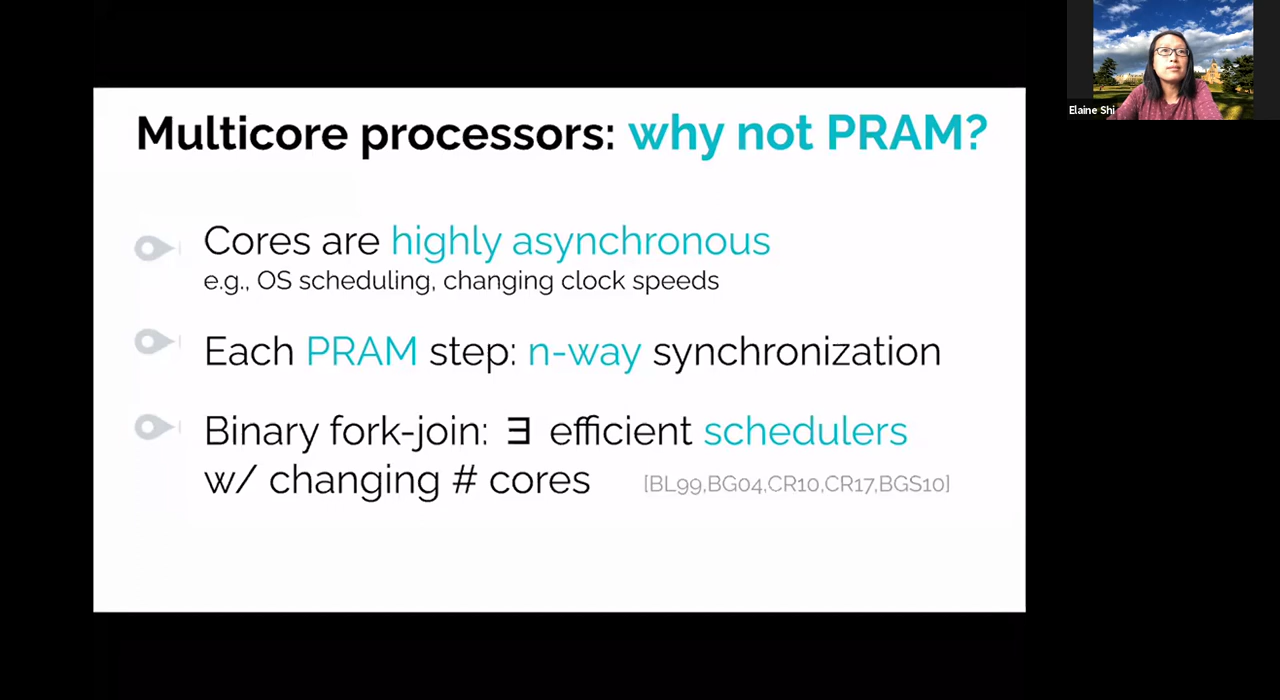 Multicore processors: why not PRAM?
Elaine Shi
Cores are highly asynchronous
e.g., OS scheduling, changing clock speeds
Each PRAM step: n-way synchronization
Binary fork-join: ∃ efficient schedulers
w/ changing # cores [BL99,BG04,CR10,CR17,BGS10]